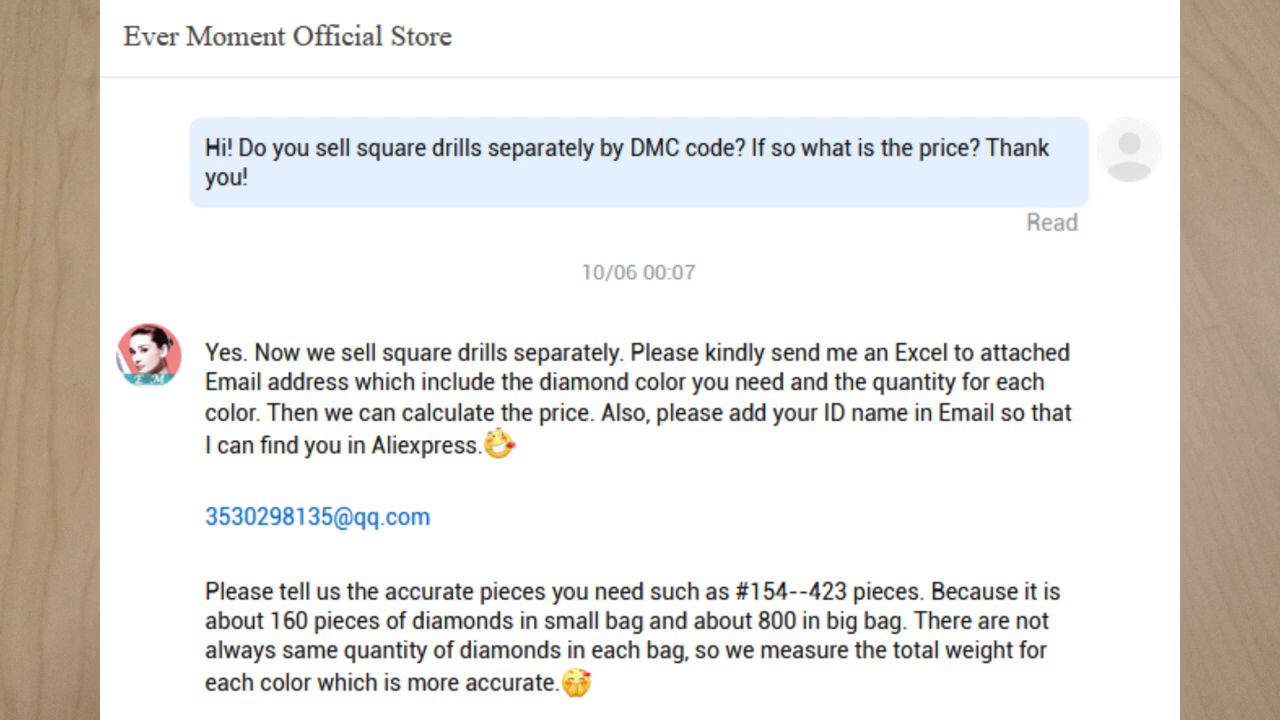 Ever Moment Official Store
Hi! Do you sell square drills separately by DMC code? If so what is the price? Thank
you!
Read
10/06 00:07
Yes. Now we sell square drills separately. Please kindly send me an Excel to attached
Email address which include the diamond color you need and the quantity for each
color. Then we can calculate the price. Also, please add your ID name in Email so that
I can find you in Aliexpress.
E M
3530298135@qq.com
Please tell us the accurate pieces you need such as #154--423 pieces. Because it is
about 160 pieces of diamonds in small bag and about 800 in big bag. There are not
always same quantity of diamonds in each bag, so we measure the total weight for
each color which is more accurate.